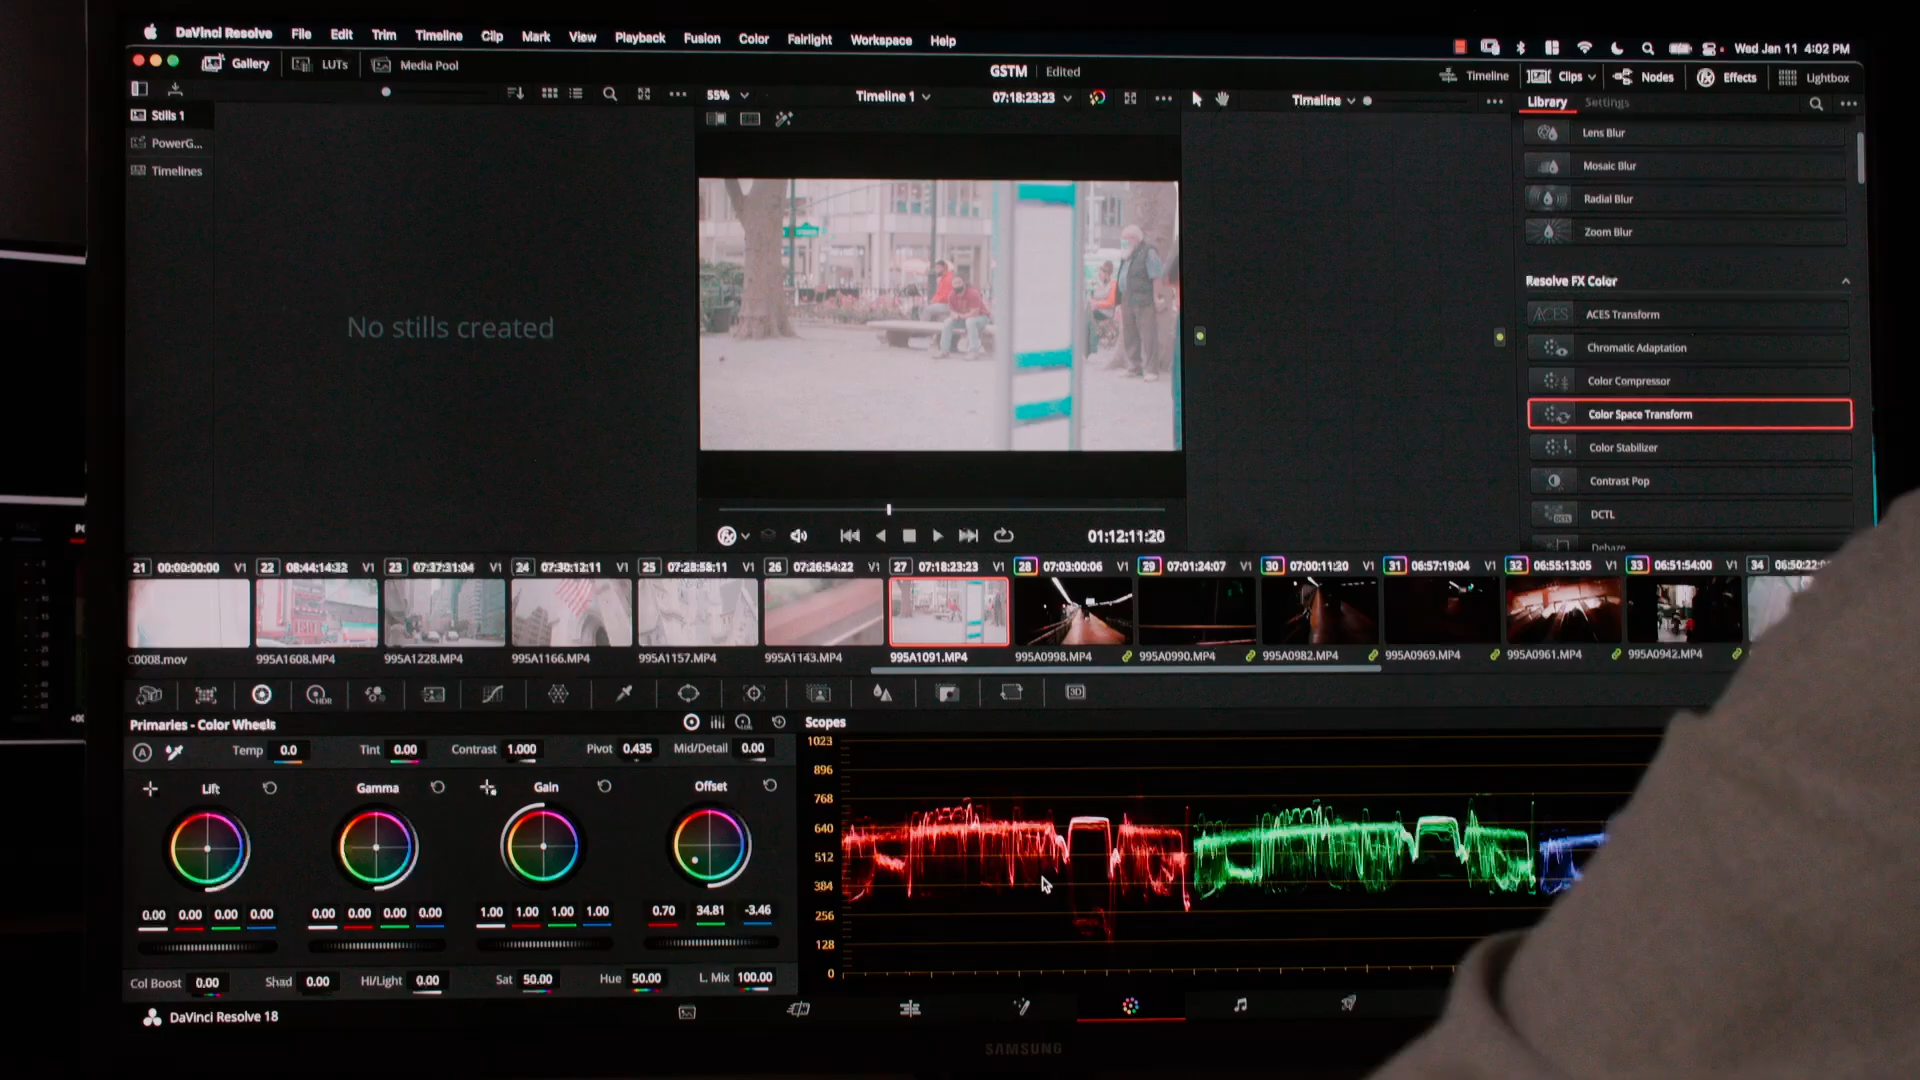 DaVinci Resolve File Edit Trim Timeline Clip Mark View Playback Fusion Color Fairlight Workspace Help
Wed Jan 11 4:02 PM
Gallery LUTs Media Pool
GSTM Edited
Timeline Clips Nodes Effects Lightbox
55% Timeline 1 07:18:23:23
Timeline
Library Settings
Stills 1
PowerG...
Timelines
No stills created
Lens Blur
Mosaic Blur
Radial Blur
Zoom Blur
Resolve FX Color
ACES ACES Transform
Chromatic Adaptation
Color Compressor
Color Space Transform
Color Stabilizer
Contrast Pop
DCTL DCTL
Dehaze
01:12:11:20
21 00:00:00:00 V1 22 08:44:14:22 V1 23 07:37:31:04 V1 24 07:30:12:11 V1 25 07:28:58:11 V1 26 07:26:54:22 V1 27 07:18:23:23 V1 28 07:03:00:06 V1 29 07:01:24:07 V1 30 07:00:11:20 V1 31 06:57:19:04 V1 32 06:55:13:05 V1 33 06:51:54:00 V1 34 06:50:22
C0008.mov 995A1608.MP4 995A1228.MP4 995A1166.MP4 995A1157.MP4 995A1143.MP4 995A1091.MP4 995A0998.MP4 995A0990.MP4 995A0982.MP4 995A0969.MP4 995A0961.MP4 995A0942.MP4
HDR 3D
Primaries - Color Wheels
Scopes
A Temp 0.0 Tint 0.00 Contrast 1.000 Pivot 0.435 Mid/Detail 0.00
Lift Gamma Gain Offset
0.00 0.00 0.00 0.00 0.00 0.00 0.00 0.00 1.00 1.00 1.00 1.00 0.70 34.81 -3.46
Col Boost 0.00 Shad 0.00 Hi/Light 0.00 Sat 50.00 Hue 50.00 L. Mix 100.00
1023
896
768
640
512
384
256
128
0
DaVinci Resolve 18
SAMSUNG